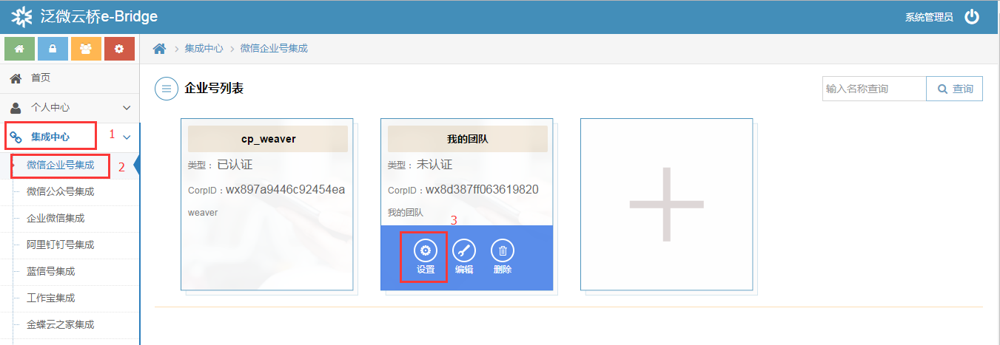 泛微云桥e-Bridge
系统管理员
集成中心 微信企业号集成
首页
个人中心
集成中心 1
微信企业号集成 2
微信公众号集成
企业微信集成
阿里钉钉号集成
蓝信号集成
工作宝集成
金蝶云之家集成
企业号列表
输入名称查询 查询
cp_weaver
类型： 已认证
CorpID：wx897a9446c92454ea
weaver
我的团队
类型： 未认证
CorpID：wx8d387ff063619820
我的团队
3
设置 编辑 删除